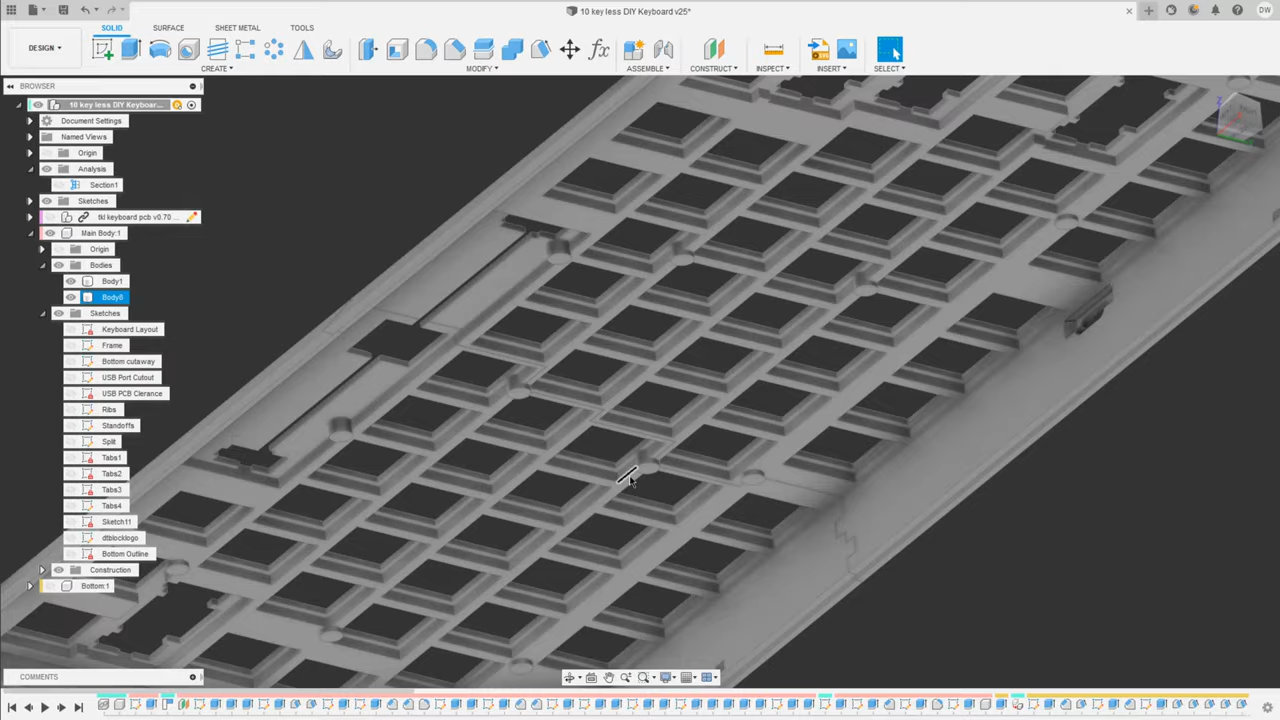 10 key less DIY Keyboard v25*
DW
SOLID SURFACE SHEET METAL TOOLS
DESIGN
CREATE MODIFY ASSEMBLE CONSTRUCT INSPECT INSERT SELECT
BROWSER
10 key less DIY Keyboar...
Document Settings
Named Views
Origin
Analysis
Section1
Sketches
tkl keyboard pcb v0.70 ...
Main Body:1
Origin
Bodies
Body1
Body8
Sketches
Keyboard Layout
Frame
Bottom cutaway
USB Port Cutout
USB PCB Clerance
Ribs
Standoffs
Split
Tabs1
Tabs2
Tabs3
Tabs4
Sketch11
dtblocklogo
Bottom Outline
Construction
Bottom:1
COMMENTS